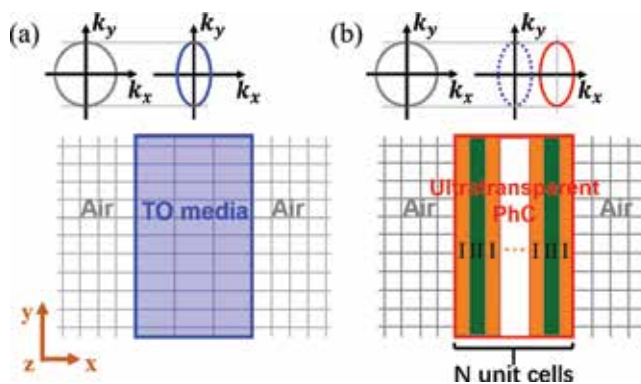 (a)
k_y
k_x
k_y
k_x
Air
TO media
Air
y
z
x
(b)
k_y
k_x
k_y
k_x
Air
Ultratransparent
PhC
Air
I II I ... I II I
N unit cells